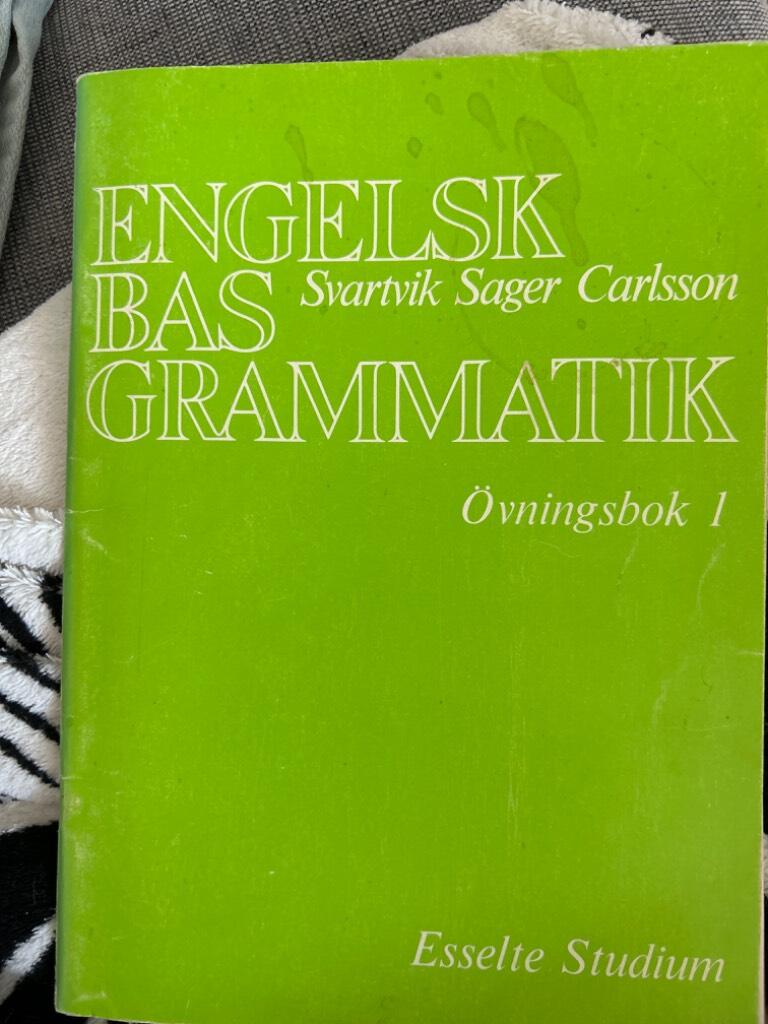 ENGELSK
BAS Svartvik Sager Carlsson
GRAMMATIK
Övningsbok 1
Esselte Studium